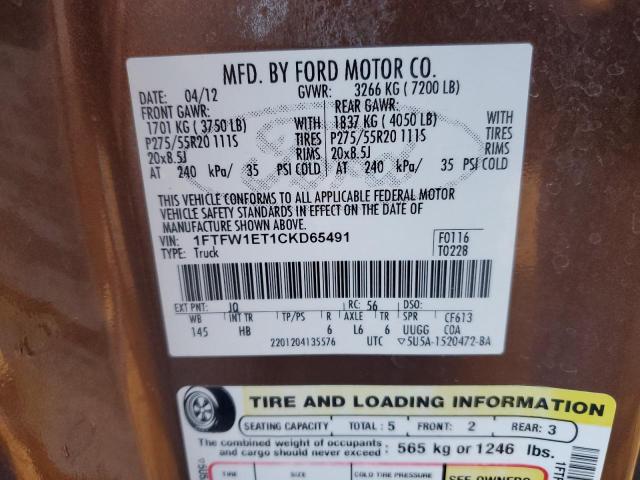 MFD. BY FORD MOTOR CO.
DATE: 04/12 GVWR: 3266 KG ( 7200 LB)
FRONT GAWR: REAR GAWR:
1701 KG ( 3750 LB) WITH 1837 KG ( 4050 LB) WITH
P275/55R20 111S TIRES P275/55R20 111S TIRES
20x8.5J RIMS 20x8.5J RIMS
AT 240 kPa/ 35 PSI COLD AT 240 kPa/ 35 PSI COLD
THIS VEHICLE CONFORMS TO ALL APPLICABLE FEDERAL MOTOR
VEHICLE SAFETY STANDARDS IN EFFECT ON THE DATE OF
MANUFACTURE SHOWN ABOVE.
VIN: 1FTFW1ET1CKD65491 F0116
TYPE: Truck T0228
EXT PNT: JQ RC: 56 DSO:
WB INT TR TP/PS R AXLE TR SPR CF613
145 HB 6 L6 6 UUGG COA
2201204135576 UTC ▽5U5A-1520472-BA
TIRE AND LOADING INFORMATION
SEATING CAPACITY TOTAL : 5 FRONT: 2 REAR: 3
The combined weight of occupants
and cargo should never exceed : 565 kg or 1246 lbs.
TIRE SIZE COLD TIRE PRESSURE SEE OWNERS